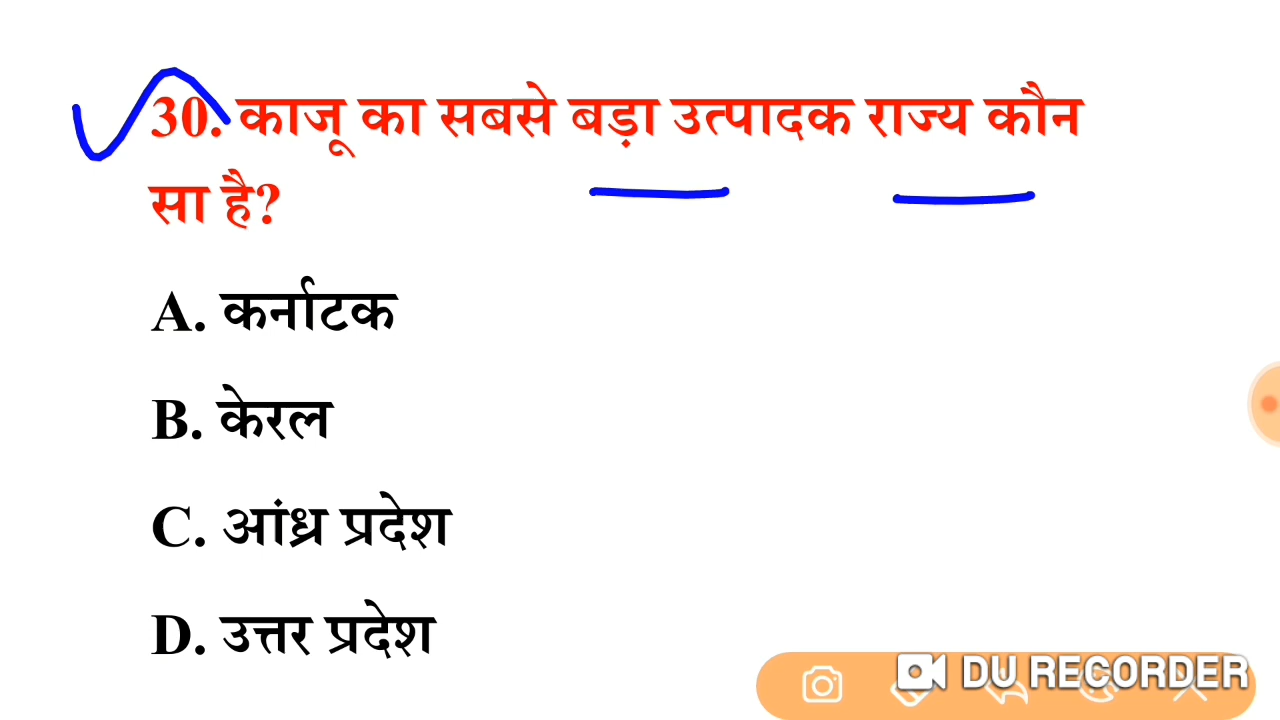 30. काजू का सबसे बड़ा उत्पादक राज्य कौन
सा है?
A. कर्नाटक
B. केरल
C. आंध्र प्रदेश
D. उत्तर प्रदेश
DU RECORDER